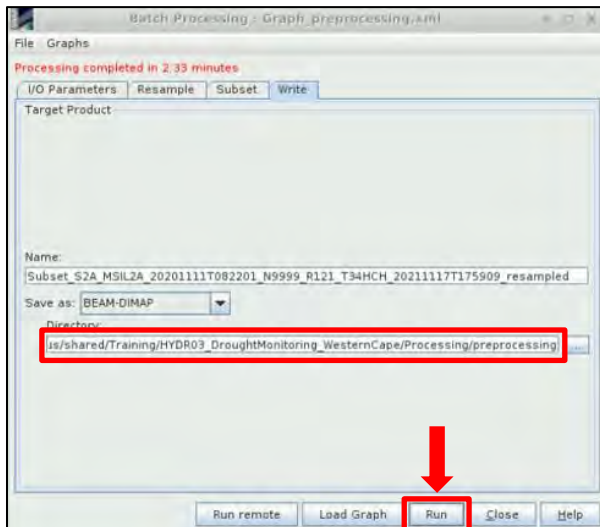 Batch Processing : Graph_preprocessing.xml
File Graphs
Processing completed in 2.33 minutes
I/O Parameters Resample Subset Write
Target Product
Name:
Subset_S2A_MSIL2A_20201111T082201_N9999_R121_T34HCH_20211117T175909_resampled
Save as: BEAM-DIMAP
Directory:
us/shared/Training/HYDR03_DroughtMonitoring_WesternCape/Processing/preprocessing ...
Run remote Load Graph Run Close Help